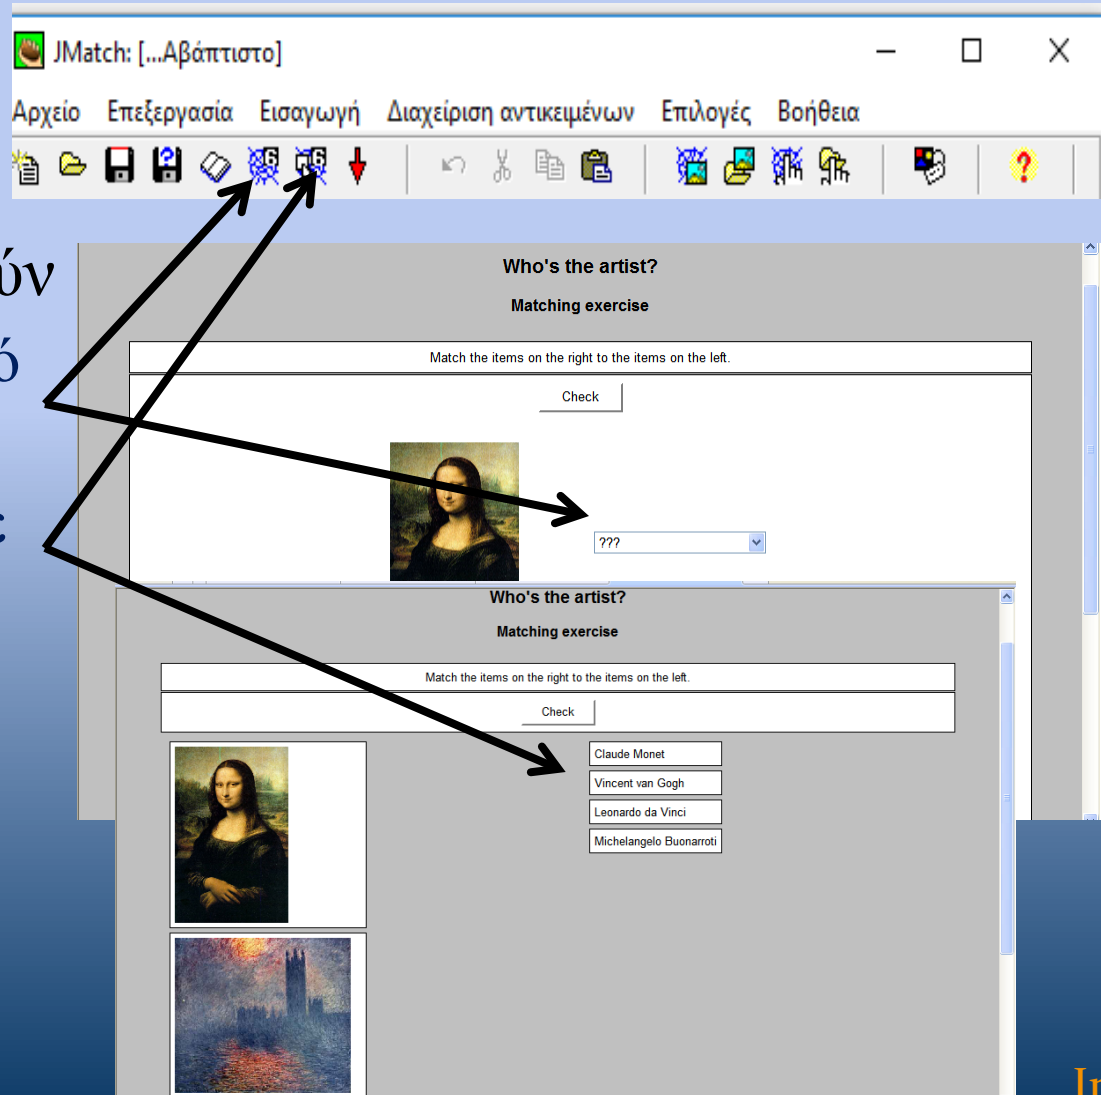 JMatch: [...Αβάπτιστο]
Αρχείο Επεξεργασία Εισαγωγή Διαχείριση αντικειμένων Επιλογές Βοήθεια
ύν
ό
Who's the artist?
Matching exercise
Match the items on the right to the items on the left.
Check
???
Who's the artist?
Matching exercise
Match the items on the right to the items on the left.
Check
Claude Monet
Vincent van Gogh
Leonardo da Vinci
Michelangelo Buonarroti